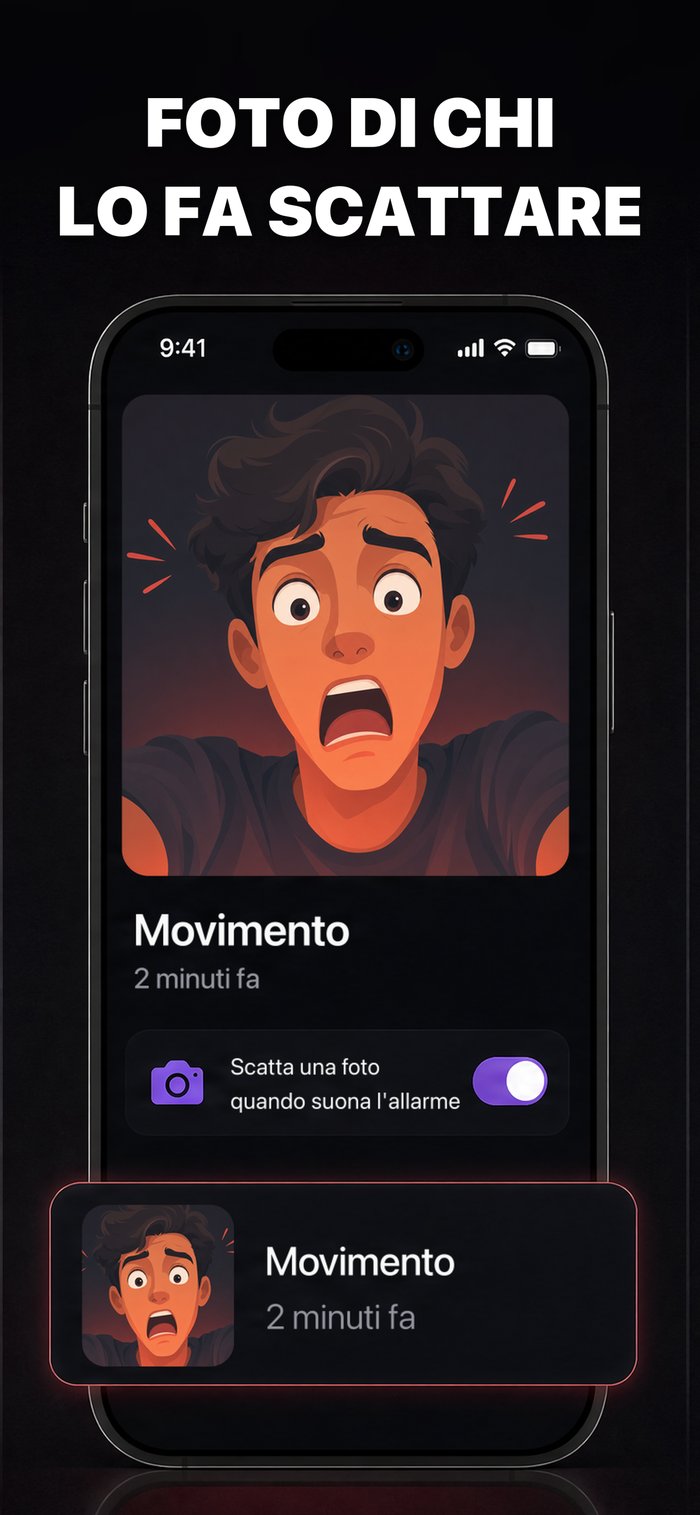 FOTO DI CHI
LO FA SCATTARE
9:41
Movimento
2 minuti fa
Scatta una foto
quando suona l'allarme
Movimento
2 minuti fa